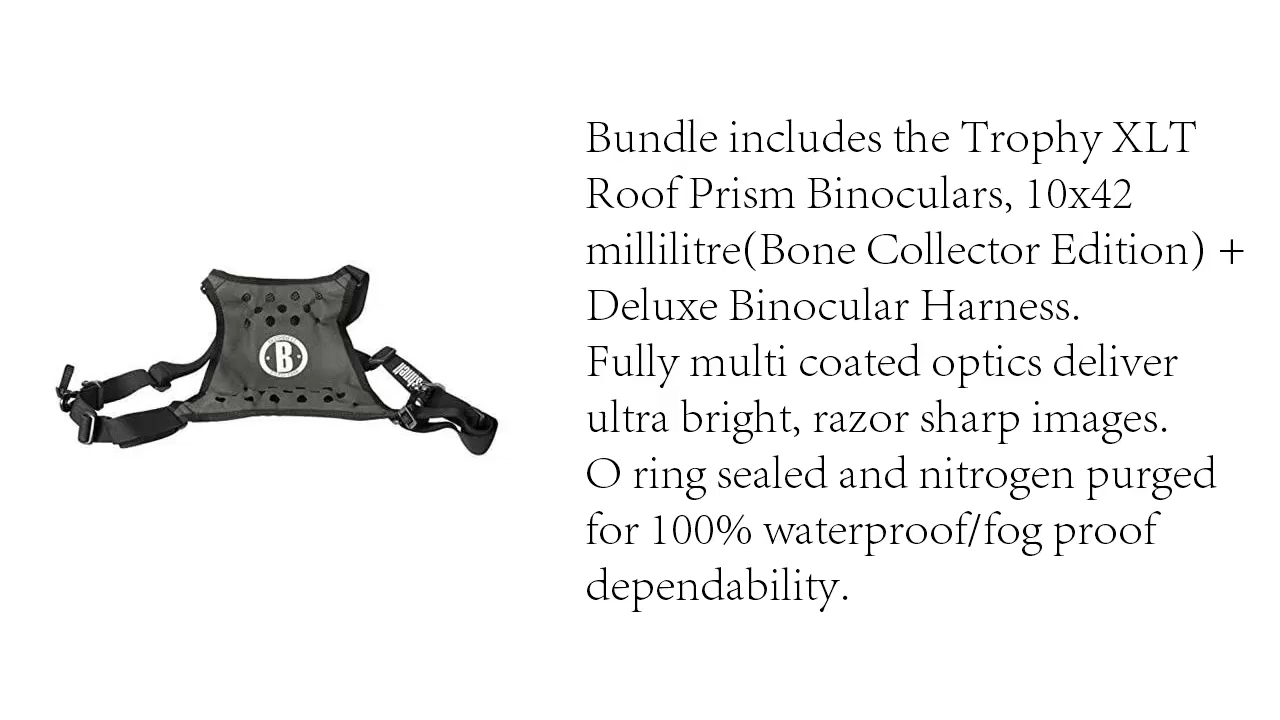 Bundle includes the Trophy XLT
Roof Prism Binoculars, 10x42
millilitre(Bone Collector Edition) +
Deluxe Binocular Harness.
Fully multi coated optics deliver
ultra bright, razor sharp images.
O ring sealed and nitrogen purged
for 100% waterproof/fog proof
dependability.
B